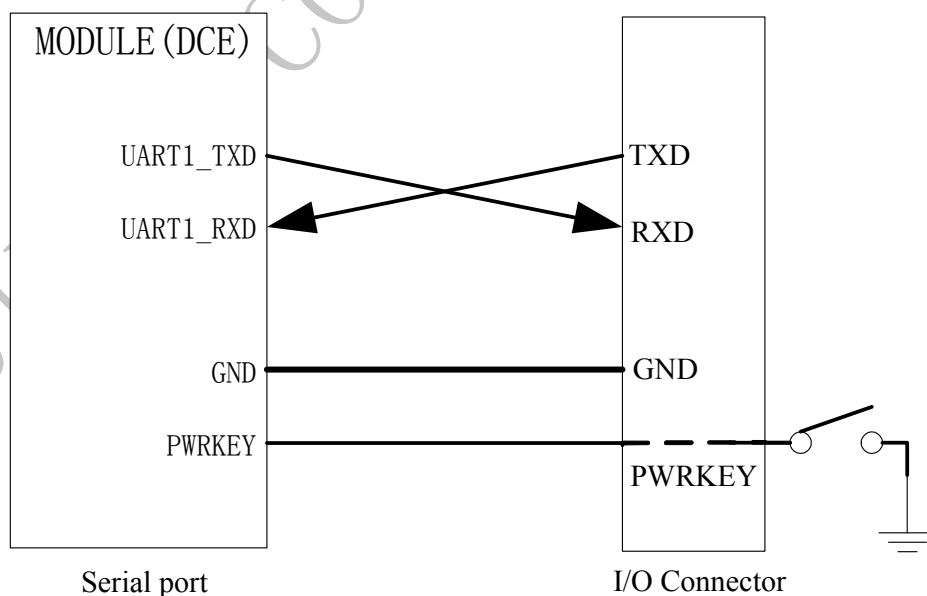 MODULE(DCE)
UART1_TXD
TXD
UART1_RXD
RXD
GND
GND
PWRKEY
PWRKEY
Serial port
I/O Connector